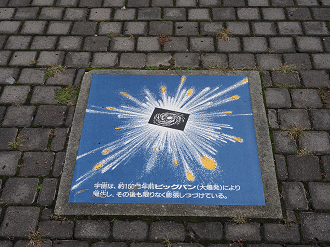 宇宙は、約150億年前ビッグバン(大爆発)により
誕生し、その後も限りなく膨張しつづけている。